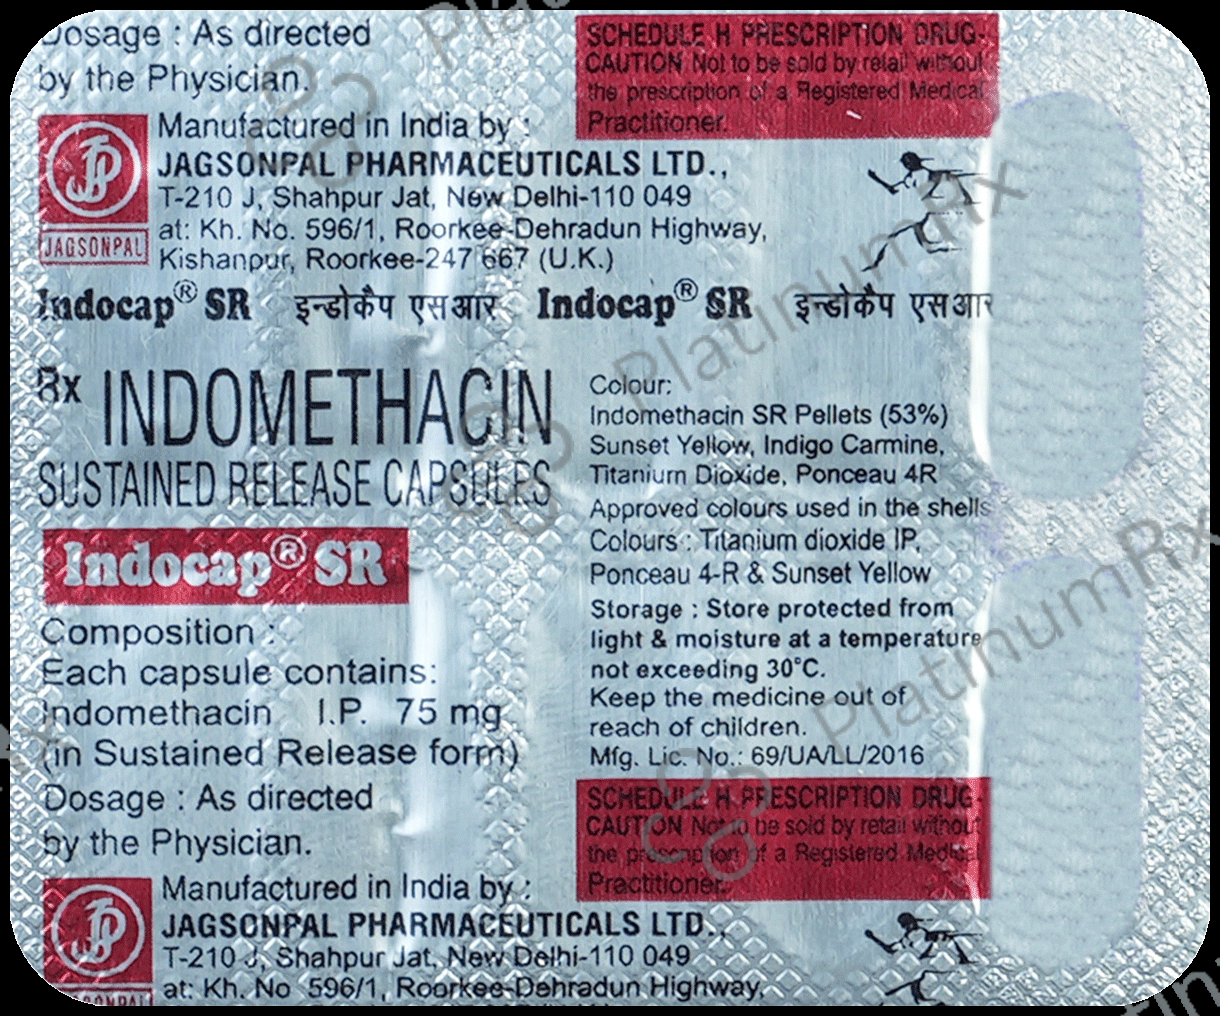 Dosage : As directed
by the Physician.
SCHEDULE H PRESCRIPTION DRUG-
CAUTION Not to be sold by retail without
the prescription of a Registered Medical
Practitioner.
JAGSONPAL
Manufactured in India by :
JAGSONPAL PHARMACEUTICALS LTD.,
T-210 J, Shahpur Jat, New Delhi-110 049
at: Kh. No. 596/1, Roorkee-Dehradun Highway,
Kishanpur, Roorkee-247 667 (U.K.)
Indocap® SR इन्डोकैप एसआर Indocap® SR इन्डोकैप एसआर
Rx INDOMETHACIN
SUSTAINED RELEASE CAPSULES
Indocap® SR
Composition :
Each capsule contains:
Indomethacin I.P. 75 mg
(in Sustained Release form)
Dosage : As directed
by the Physician.
Colour:
Indomethacin SR Pellets (53%)
Sunset Yellow, Indigo Carmine,
Titanium Dioxide, Ponceau 4R
Approved colours used in the shells
Colours : Titanium dioxide IP,
Ponceau 4-R & Sunset Yellow
Storage : Store protected from
light & moisture at a temperature
not exceeding 30°C.
Keep the medicine out of
reach of children.
Mfg. Lic. No.: 69/UA/LL/2016
SCHEDULE H PRESCRIPTION DRUG-
CAUTION Not to be sold by retail without
the prescription of a Registered Medical
Practitioner.
JAGSONPAL
Manufactured in India by :
JAGSONPAL PHARMACEUTICALS LTD.,
T-210 J, Shahpur Jat, New Delhi-110 049
at: Kh. No 596/1, Roorkee-Dehradun Highway,
PlatinumRx
PlatinumRx